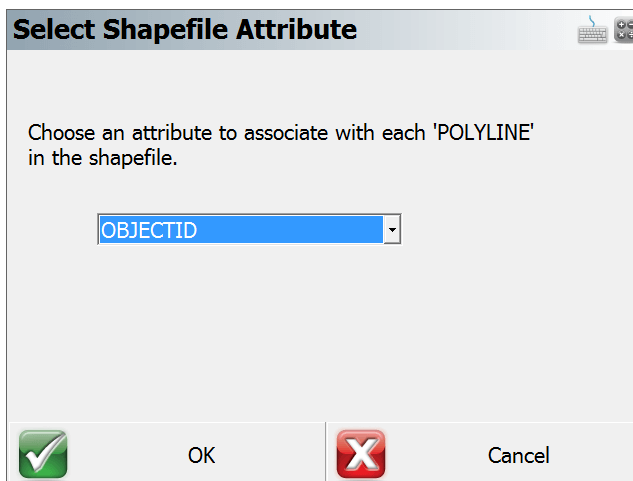 Select Shapefile Attribute
Choose an attribute to associate with each 'POLYLINE'
in the shapefile.
OBJECTID
OK
Cancel